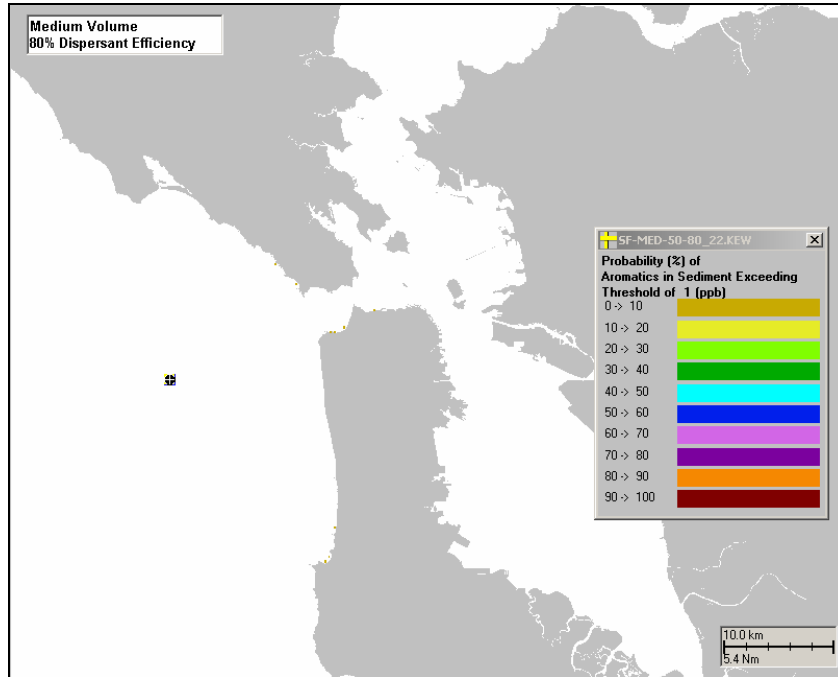 Medium Volume
80% Dispersant Efficiency
SF-MED-50-80_22.KEW
Probability (%) of
Aromatics in Sediment Exceeding
Threshold of 1 (ppb)
0 -> 10
10 -> 20
20 -> 30
30 -> 40
40 -> 50
50 -> 60
60 -> 70
70 -> 80
80 -> 90
90 -> 100
10.0 km
5.4 Nm